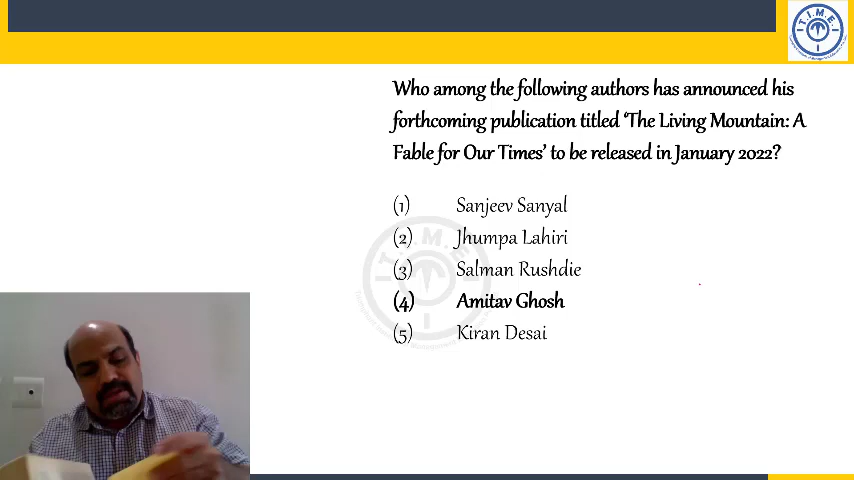 T.I.M.E.
Who among the following authors has announced his
forthcoming publication titled ‘The Living Mountain: A
Fable for Our Times’ to be released in January 2022?
(1) Sanjeev Sanyal
(2) Jhumpa Lahiri
(3) Salman Rushdie
(4) Amitav Ghosh
(5) Kiran Desai
T.I.M.E.